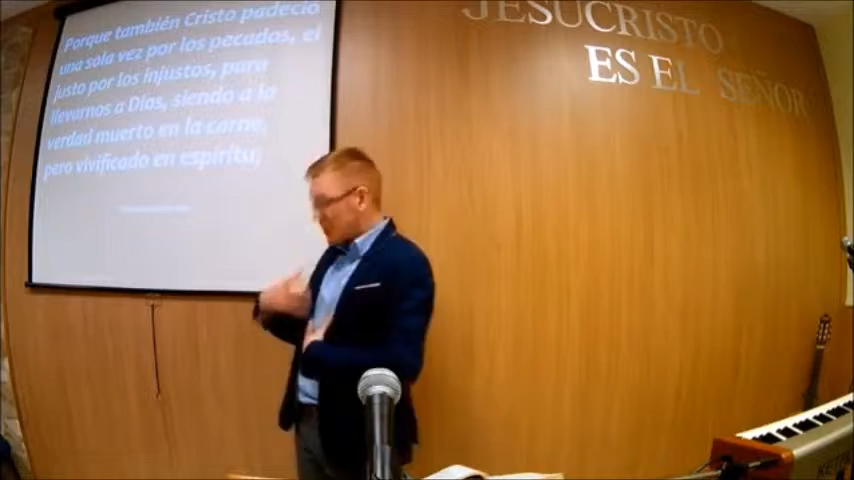 Porque también Cristo padeció
una sola vez por los pecados, el
justo por los injustos, para
llevarnos a Dios, siendo a la
verdad muerto en la carne,
pero vivificado en espíritu,
JESUCRISTO
ES EL SEÑOR